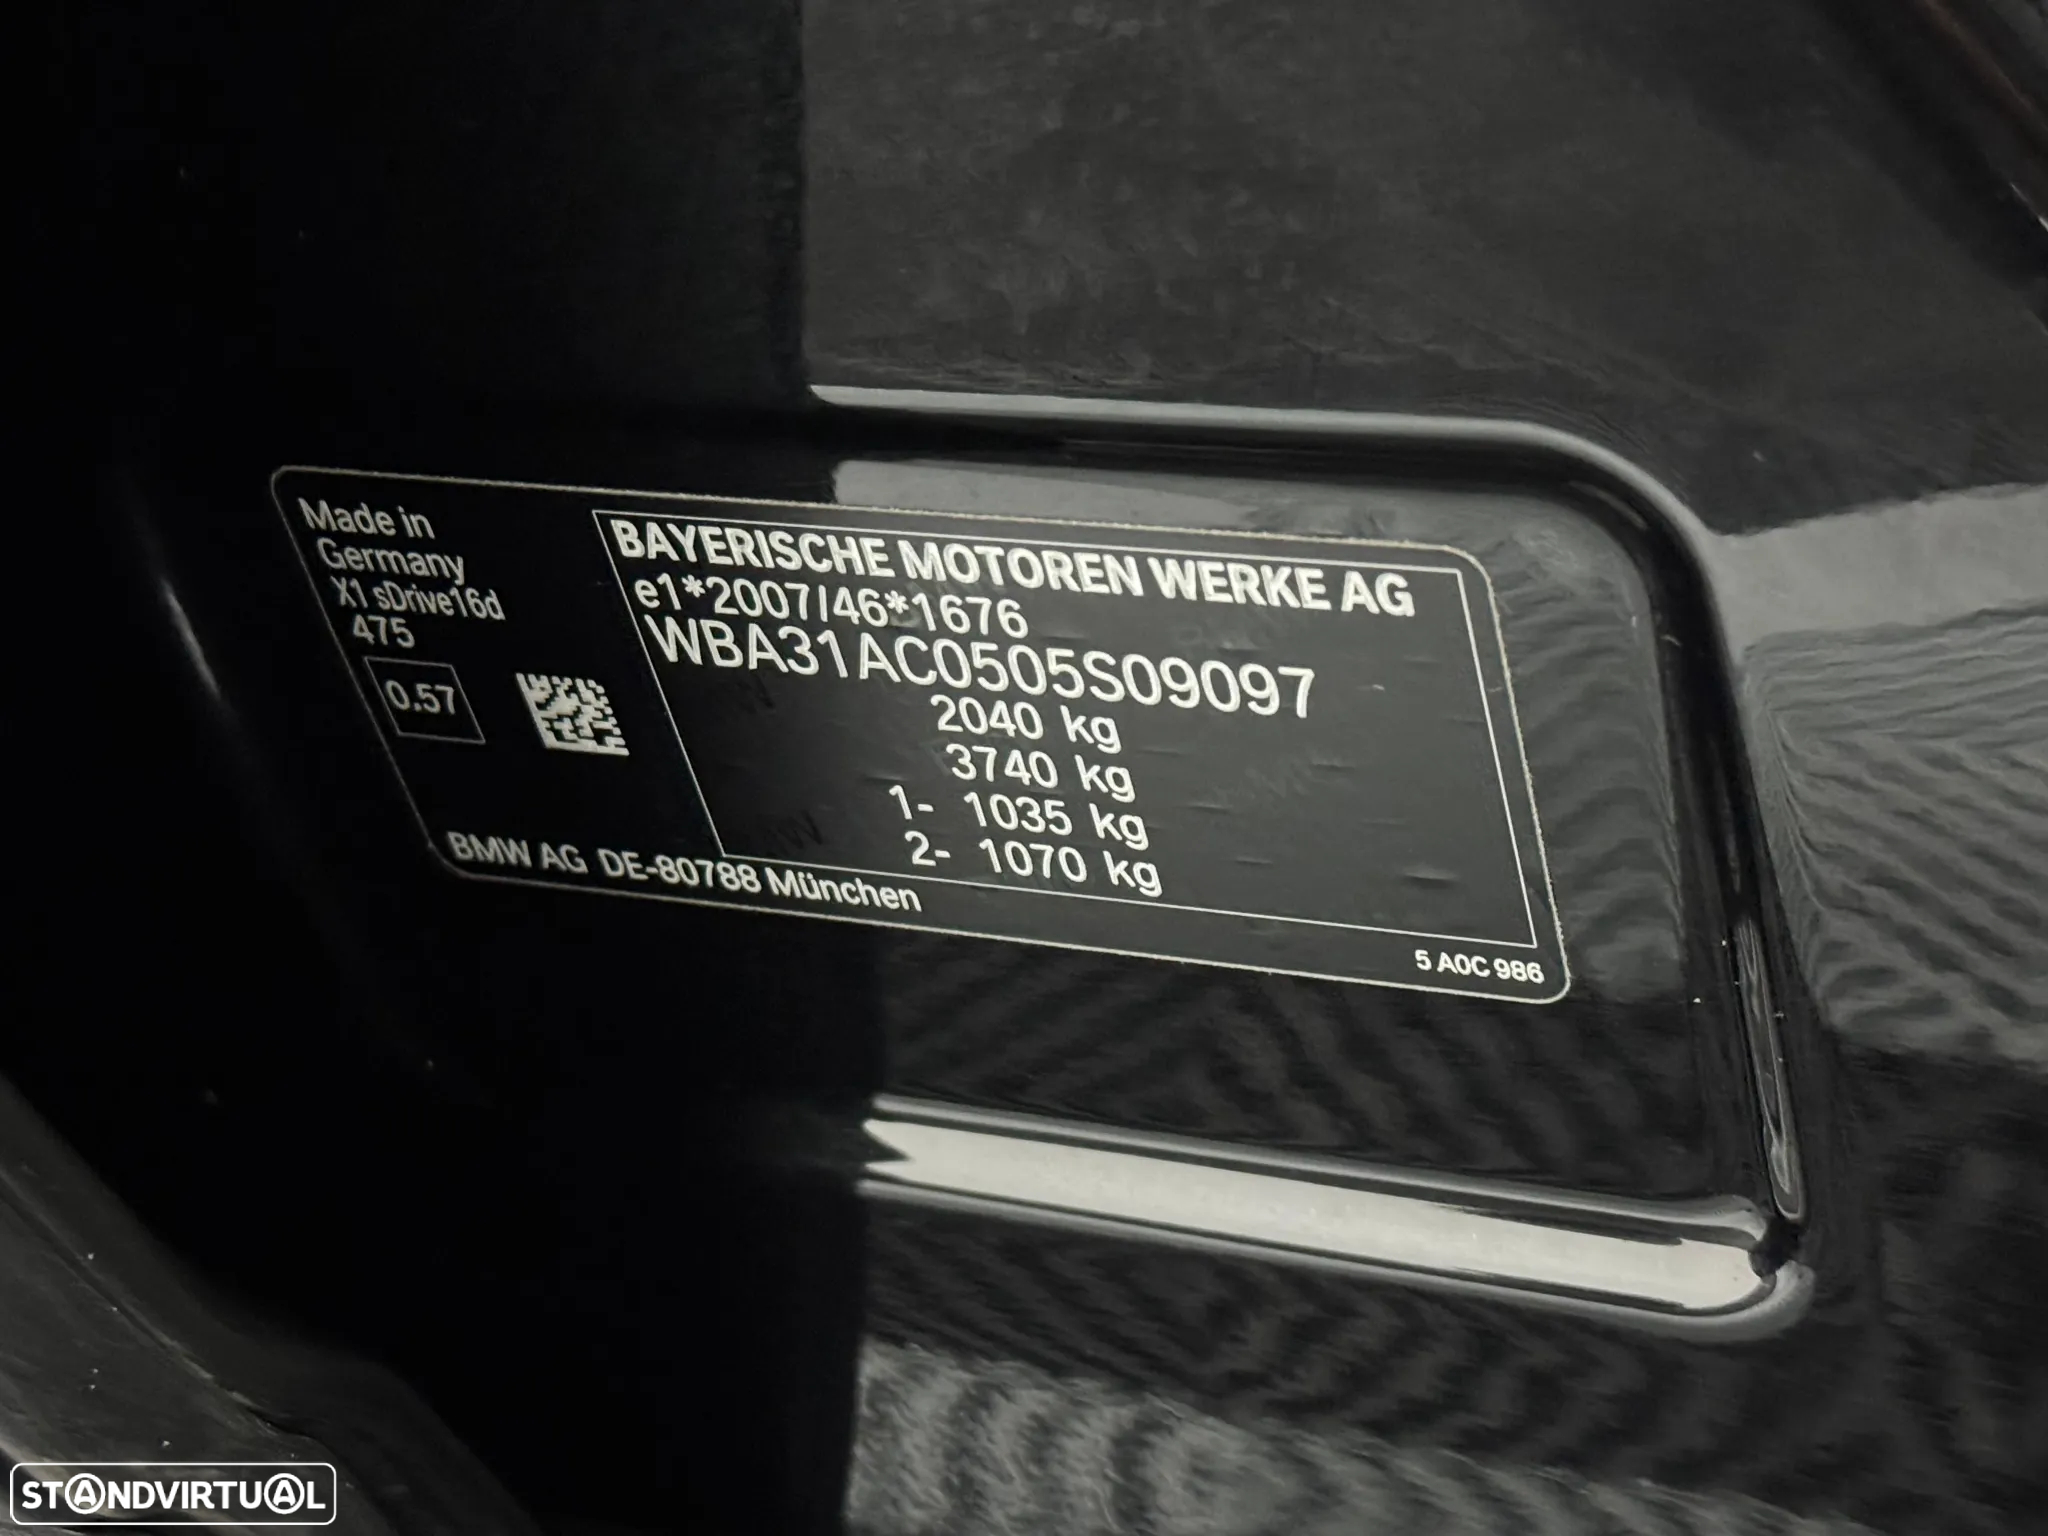 Made in
Germany
X1 sDrive16d
475
0.57
BAYERISCHE MOTOREN WERKE AG
e1*2007/46*1676
WBA31AC0505S09097
2040 kg
3740 kg
1- 1035 kg
2- 1070 kg
BMW AG DE-80788 München
5 A0C 986
STANDVIRTUAL